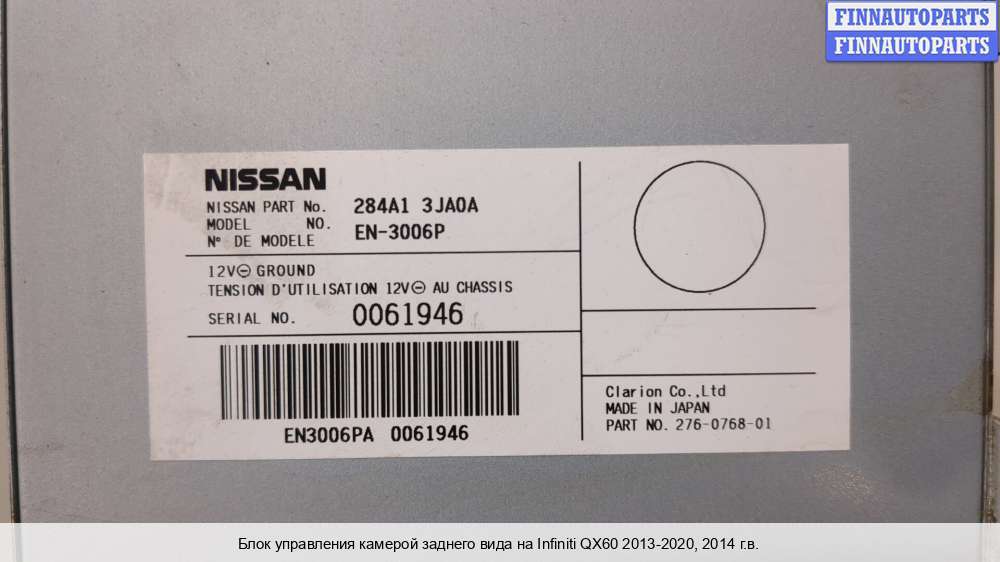 FINNAUTOPARTS
FINNAUTOPARTS
NISSAN
NISSAN PART No. 284A1 3JA0A
MODEL NO.
N° DE MODELE EN-3006P
12V⊖ GROUND
TENSION D'UTILISATION 12V⊖ AU CHASSIS
SERIAL NO. 0061946
EN3006PA 0061946
Clarion Co.,Ltd
MADE IN JAPAN
PART NO. 276-0768-01
Блок управления камерой заднего вида на Infiniti QX60 2013-2020, 2014 г.в.